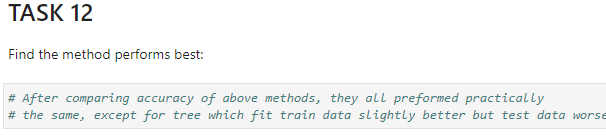 TASK 12
Find the method performs best:
# After comparing accuracy of above methods, they all preformed practically
# the same, except for tree which fit train data slightly better but test data worse